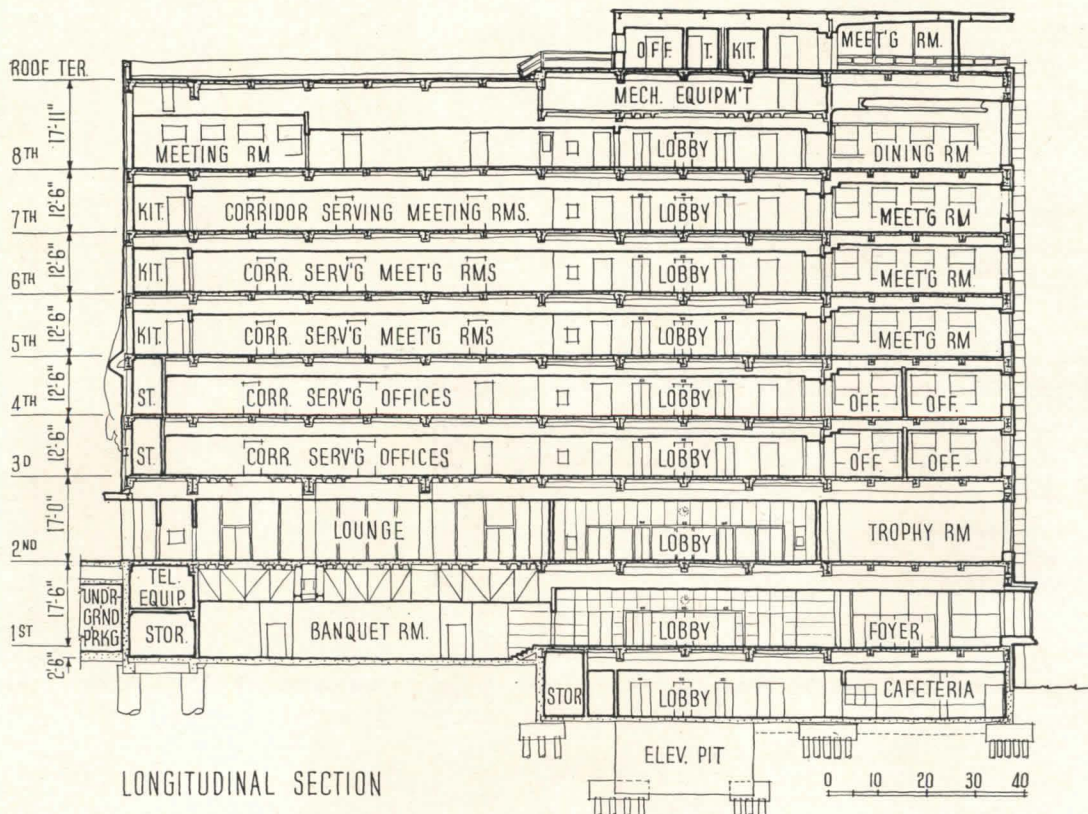 OFF. T. KIT. MEET'G RM.
ROOF TER.
MECH. EQUIPM'T
17'-11"
8TH MEETING RM LOBBY DINING RM
12'-6"
7TH KIT. CORRIDOR SERVING MEETING RMS. LOBBY MEET'G RM
12'-6"
6TH KIT. CORR. SERV'G MEET'G RMS LOBBY MEET'G RM.
12'-6"
5TH KIT. CORR. SERV'G MEET'G RMS LOBBY MEET'G RM
12'-6"
4TH ST. CORR. SERV'G OFFICES LOBBY OFF. OFF.
12'-6"
3D ST. CORR. SERV'G OFFICES LOBBY OFF. OFF.
17'-0"
2ND LOUNGE LOBBY TROPHY RM
17'-6"
TEL.
EQUIP.
UNDR-
GRND
PRKG
1ST STOR. BANQUET RM. LOBBY FOYER
2'-6"
STOR LOBBY CAFETERIA
ELEV. PIT
LONGITUDINAL SECTION
0 10 20 30 40